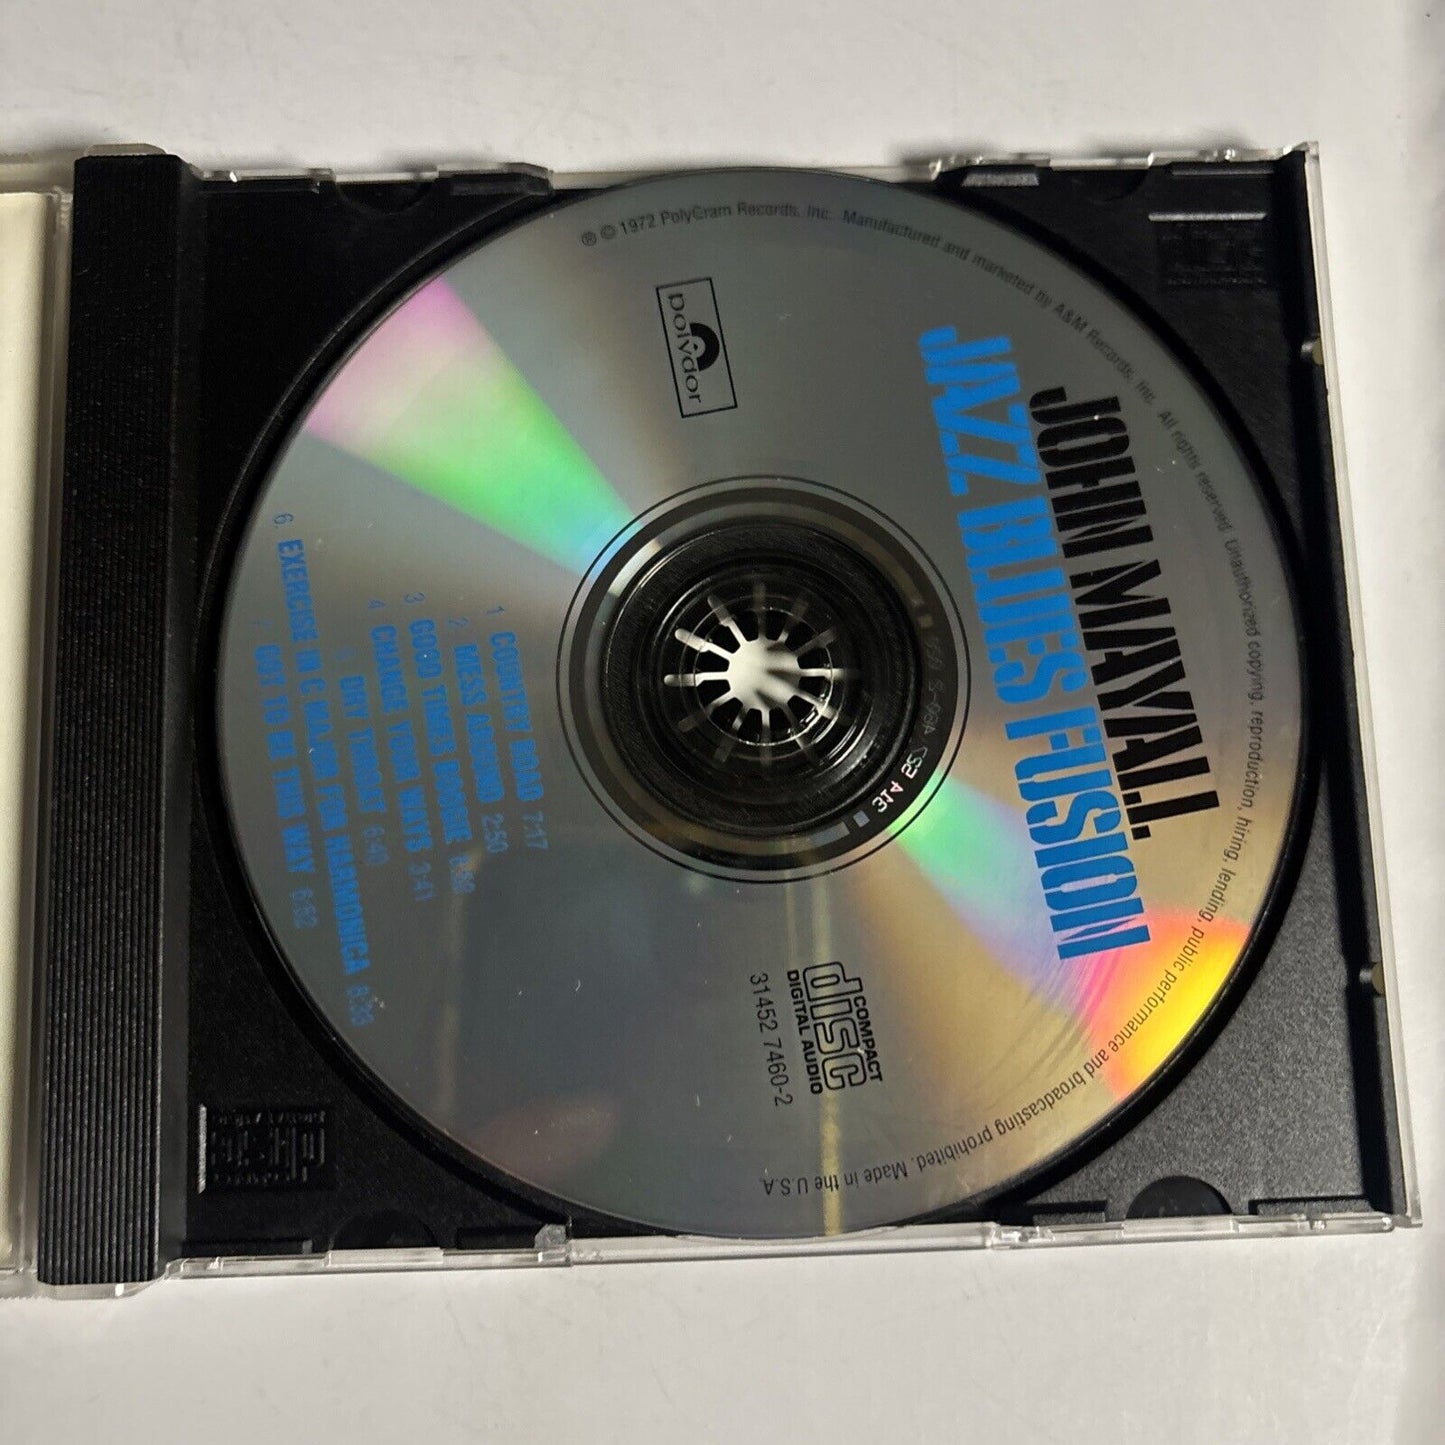 JOHN MAYALL
JAZZ BLUES FUSION
polydor
COMPACT
disc
DIGITAL AUDIO
31452 7460-2
1. COUNTRY ROAD 7:17
2. MESS AROUND 2:50
3. GOOD TIMES BOOGIE
4. CHANGE YOUR WAYS 3:41
5. DRY THROAT 6:40
6. EXERCISE IN C MAJOR FOR HARMONICA
7. GOT TO BE THIS WAY 6:32
℗ © 1972 PolyGram Records, Inc. Manufactured and marketed by A&M Records, Inc. All rights reserved Unauthorized copying, reproduction, hiring, lending, public performance and broadcasting prohibited. Made in the U.S.A.
314 52